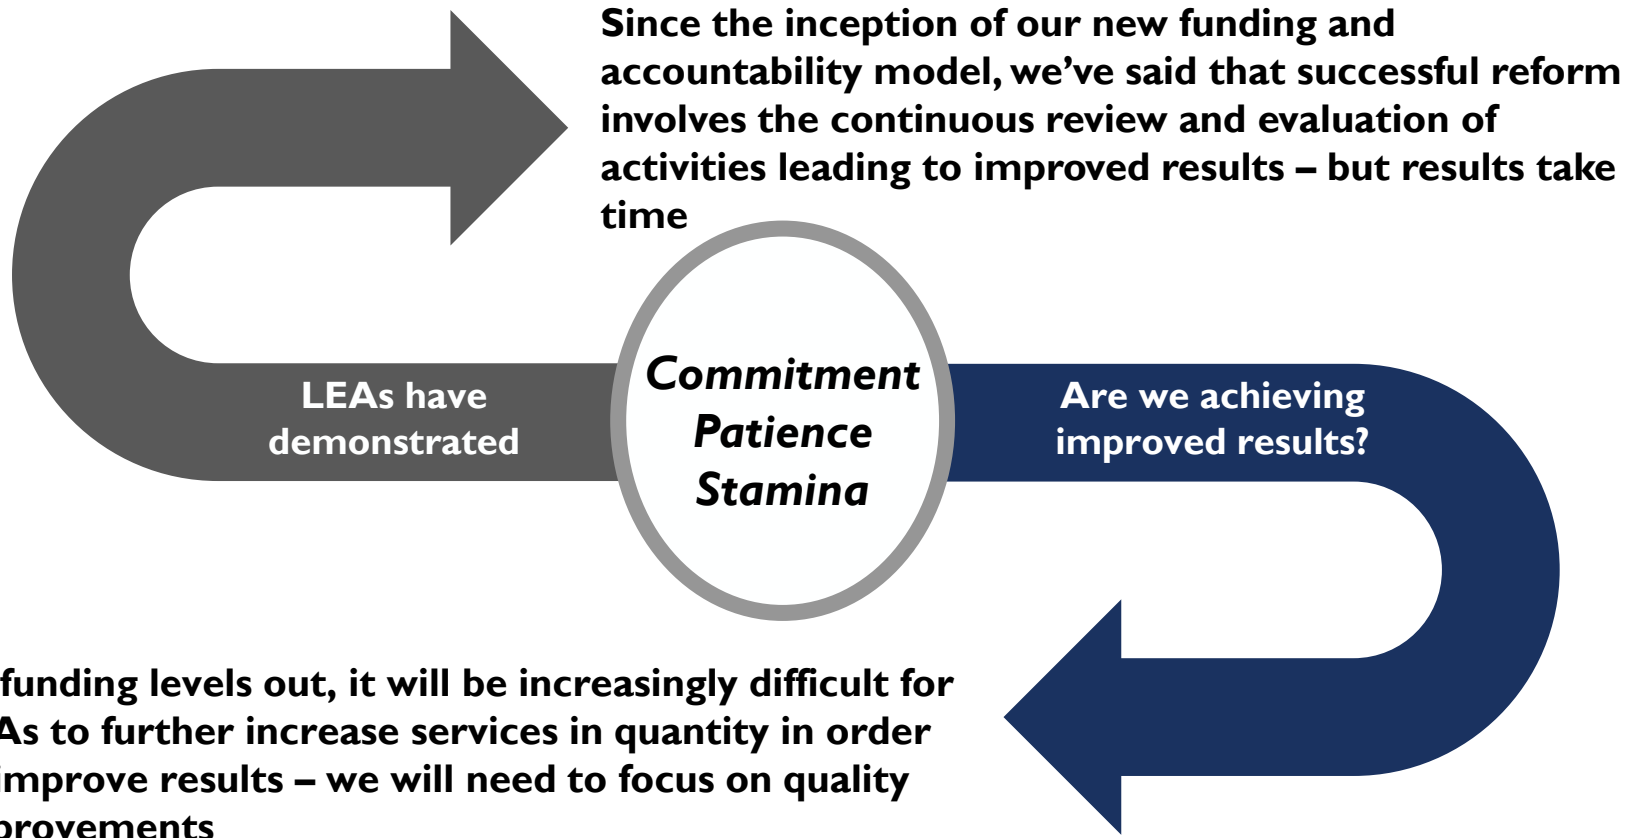 Since the inception of our new funding and
accountability model, we’ve said that successful reform
involves the continuous review and evaluation of
activities leading to improved results – but results take
time
LEAs have
demonstrated
Commitment
Patience
Stamina
Are we achieving
improved results?
funding levels out, it will be increasingly difficult for
As to further increase services in quantity in order
improve results – we will need to focus on quality
provements